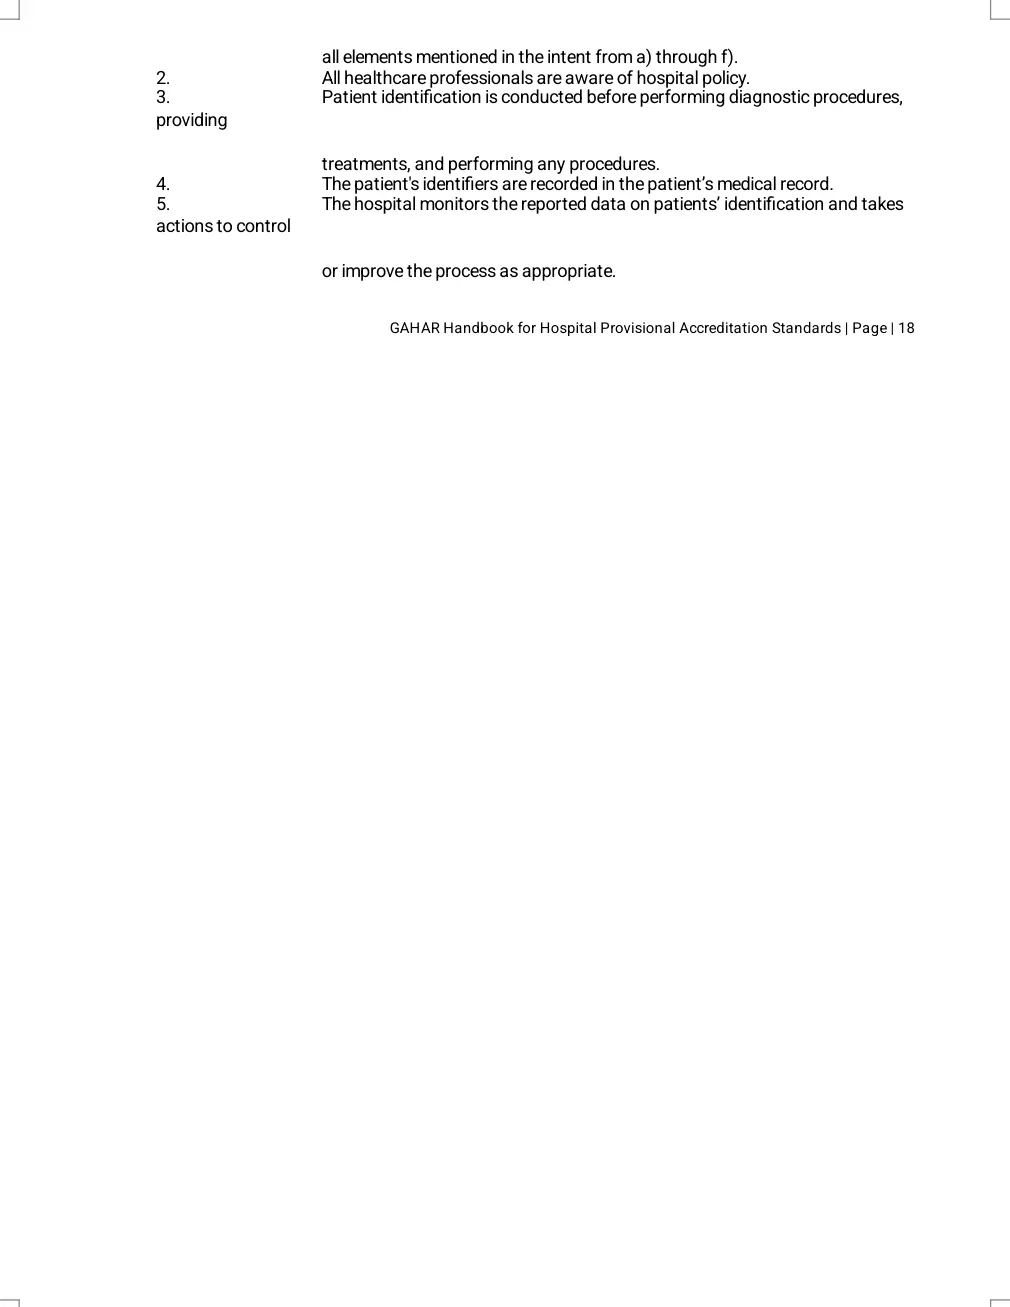 all elements mentioned in the intent from a) through f).
2. All healthcare professionals are aware of hospital policy.
3. Patient identification is conducted before performing diagnostic procedures,
providing
treatments, and performing any procedures.
4. The patient's identifiers are recorded in the patient’s medical record.
5. The hospital monitors the reported data on patients’ identification and takes
actions to control
or improve the process as appropriate.
GAHAR Handbook for Hospital Provisional Accreditation Standards | Page | 18